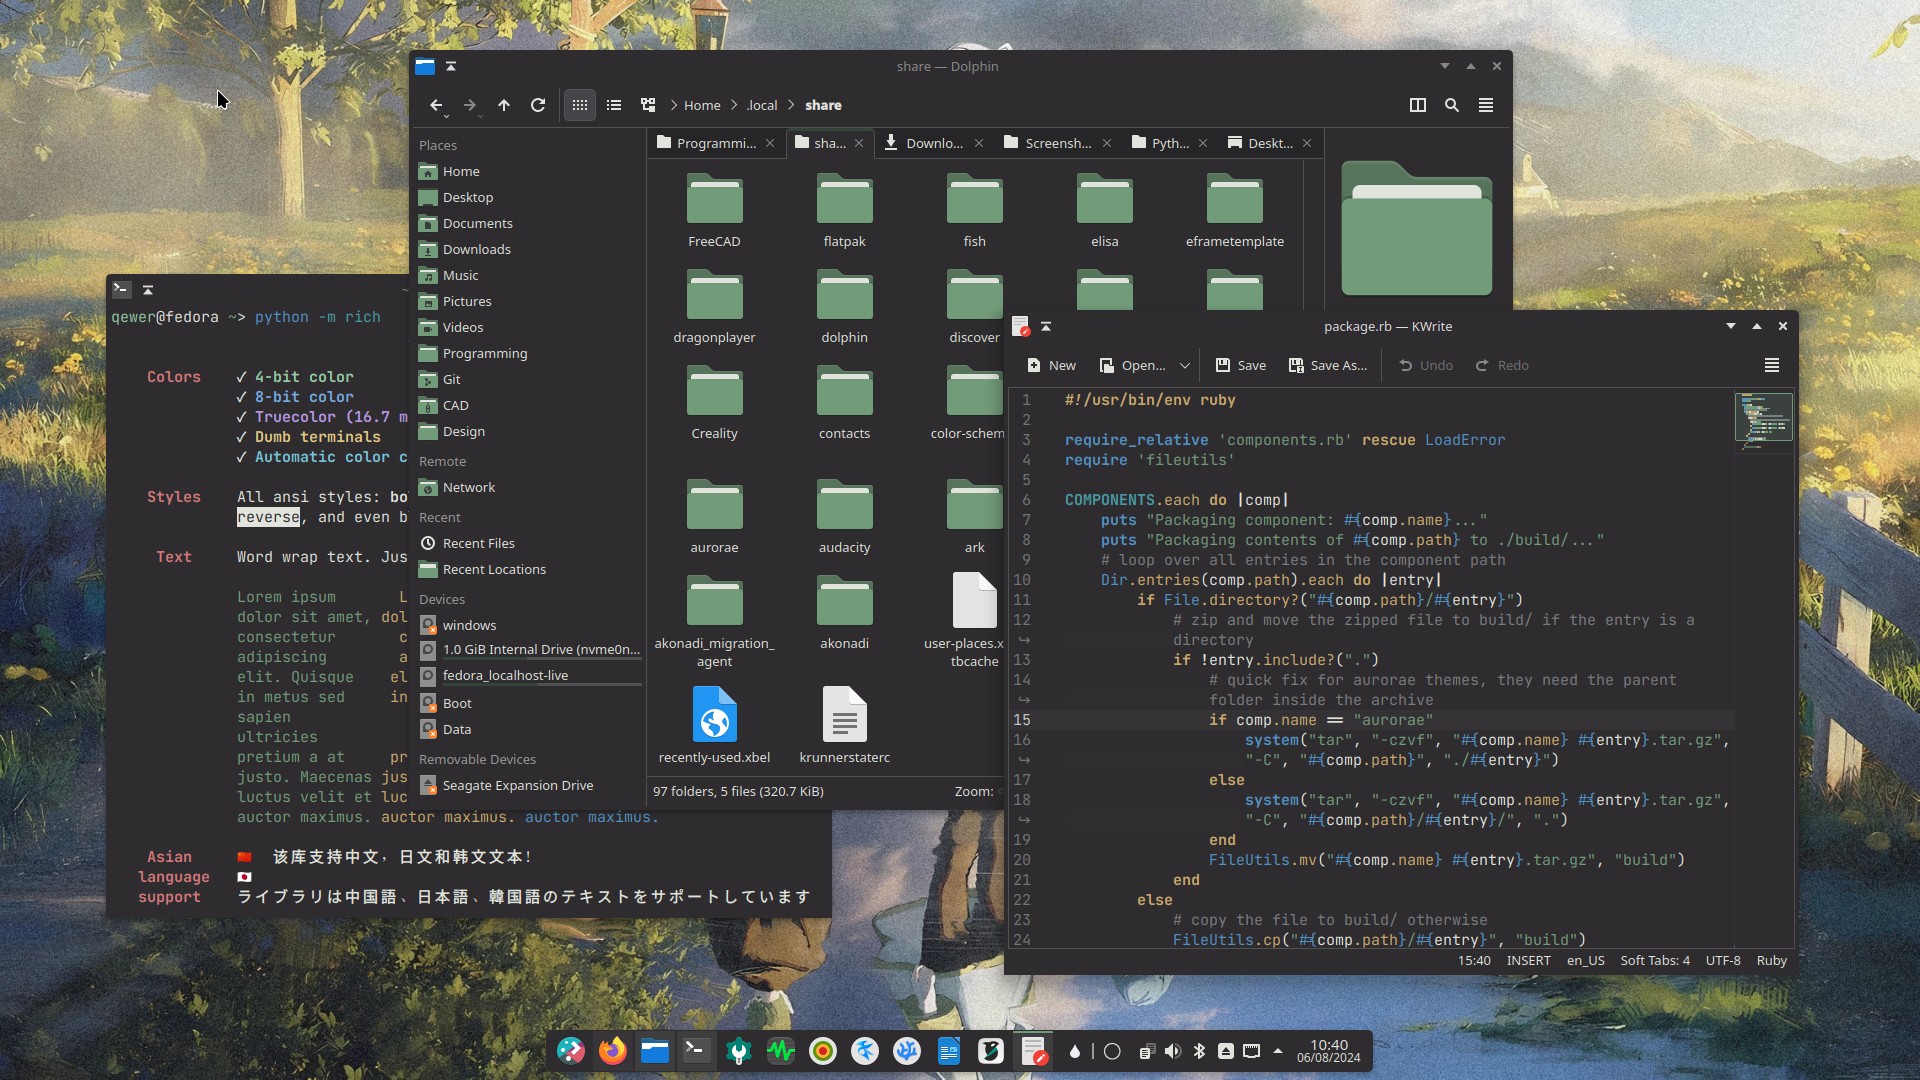 share — Dolphin
Home
.local
share
Places
Home
Desktop
Documents
Downloads
Music
Pictures
Videos
Programming
Git
CAD
Design
Remote
Network
Recent
Recent Files
Recent Locations
Devices
windows
1.0 GiB Internal Drive (nvme0n...
fedora_localhost-live
Boot
Data
Removable Devices
Seagate Expansion Drive
Programmi...
sha...
Downlo...
Screensh...
Pyth...
Deskt...
FreeCAD
flatpak
fish
elisa
eframetemplate
dragonplayer
dolphin
discover
Creality
contacts
color-schem
aurorae
audacity
ark
akonadi_migration_
agent
akonadi
user-places.x
tbcache
recently-used.xbel
krunnerstaterc
97 folders, 5 files (320.7 KiB)
Zoom:
qewer@fedora ~> python -m rich
Colors ✓ 4-bit color
✓ 8-bit color
✓ Truecolor (16.7 m
✓ Dumb terminals
✓ Automatic color c
Styles All ansi styles: bo
reverse, and even b
Text Word wrap text. Jus
Lorem ipsum L
dolor sit amet, dol
consectetur c
adipiscing a
elit. Quisque el
in metus sed in
sapien
ultricies
pretium a at pr
justo. Maecenas jus
luctus velit et luc
auctor maximus. auctor maximus. auctor maximus.
Asian 🇨🇳 该库支持中文，日文和韩文文本！
language 🇯🇵
support ライブラリは中国語、日本語、韓国語のテキストをサポートしています
package.rb — KWrite
New
Open...
Save
Save As...
Undo
Redo
1 #!/usr/bin/env ruby
2
3 require_relative 'components.rb' rescue LoadError
4 require 'fileutils'
5
6 COMPONENTS.each do |comp|
7 puts "Packaging component: #{comp.name}..."
8 puts "Packaging contents of #{comp.path} to ./build/..."
9 # loop over all entries in the component path
10 Dir.entries(comp.path).each do |entry|
11 if File.directory?("#{comp.path}/#{entry}")
12 # zip and move the zipped file to build/ if the entry is a
directory
13 if !entry.include?(".")
14 # quick fix for aurorae themes, they need the parent
folder inside the archive
15 if comp.name == "aurorae"
16 system("tar", "-czvf", "#{comp.name} #{entry}.tar.gz",
"-C", "#{comp.path}", "./#{entry}")
17 else
18 system("tar", "-czvf", "#{comp.name} #{entry}.tar.gz",
"-C", "#{comp.path}/#{entry}/", ".")
19 end
20 FileUtils.mv("#{comp.name} #{entry}.tar.gz", "build")
21 end
22 else
23 # copy the file to build/ otherwise
24 FileUtils.cp("#{comp.path}/#{entry}", "build")
15:40
INSERT
en_US
Soft Tabs: 4
UTF-8
Ruby
10:40
06/08/2024